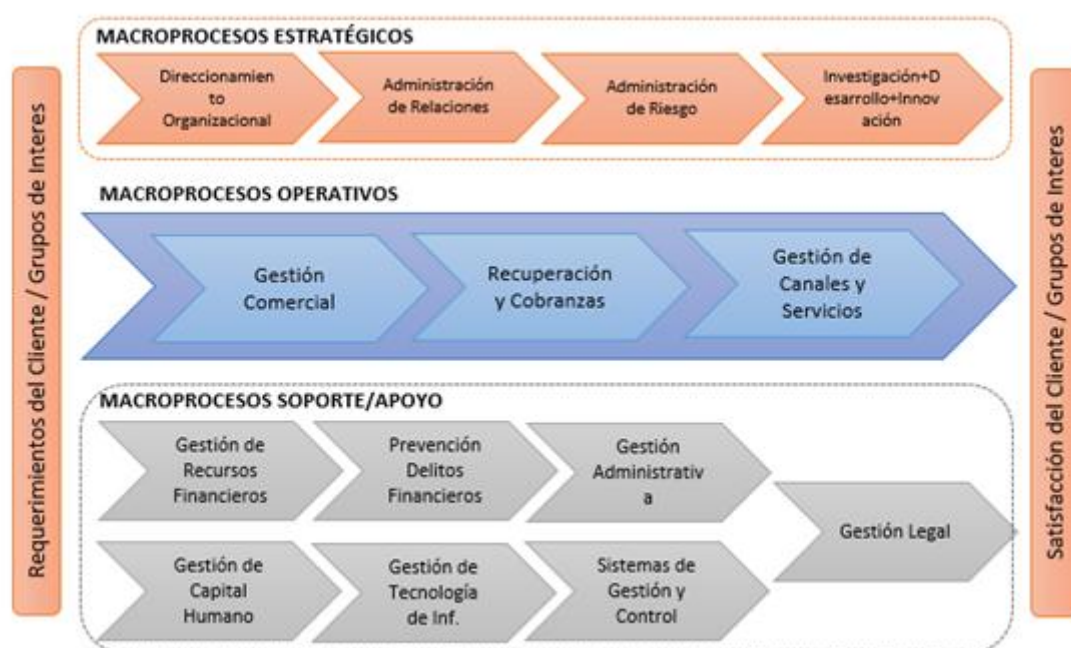 MACROPROCESOS ESTRATÉGICOS
Direccionamien
to
Organizacional
Administración
de Relaciones
Administración
de Riesgo
Investigación+D
esarrollo+Innov
ación
Requerimientos del Cliente / Grupos de Interes
MACROPROCESOS OPERATIVOS
Gestión
Comercial
Recuperación
y Cobranzas
Gestión de
Canales y
Servicios
Satisfacción del Cliente / Grupos de Interes
MACROPROCESOS SOPORTE/APOYO
Gestión de
Recursos
Financieros
Prevención
Delitos
Financieros
Gestión
Administrativ
a
Gestión Legal
Gestión de
Capital
Humano
Gestión de
Tecnología
de Inf.
Sistemas de
Gestión y
Control